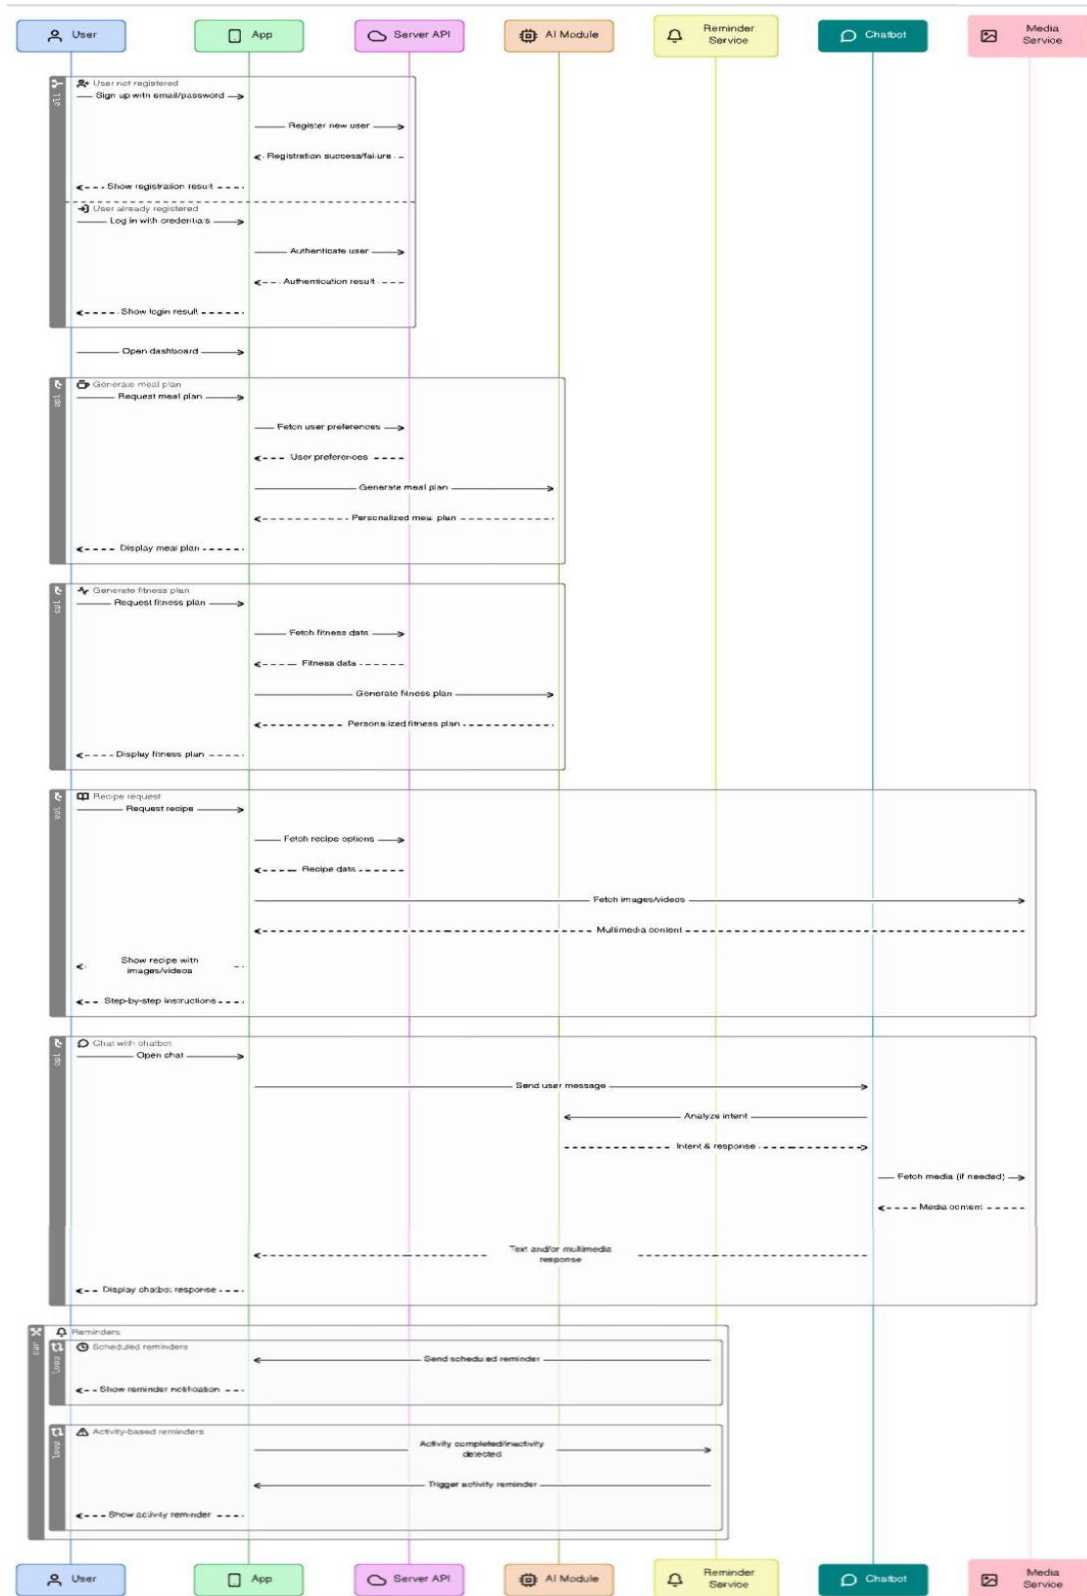 User
App
Server API
AI Module
Reminder
Service
Chatbot
Media
Service
alt
User not registered
Sign up with email/password
Register new user
Registration success/failure
Show registration result
User already registered
Log in with credentials
Authenticate user
Authentication result
Show login result
Open dashboard
opt
Generate meal plan
Request meal plan
Fetch user preferences
User preferences
Generate meal plan
Personalized meal plan
Display meal plan
opt
Generate fitness plan
Request fitness plan
Fetch fitness data
Fitness data
Generate fitness plan
Personalized fitness plan
Display fitness plan
opt
Recipe request
Request recipe
Fetch recipe options
Recipe data
Fetch images/videos
Multimedia content
Show recipe with
images/videos
Step-by-step instructions
opt
Chat with chatbot
Open chat
Send user message
Analyze intent
Intent & response
Fetch media (if needed)
Media content
Text and/or multimedia
response
Display chatbot response
par
Reminders
loop
Scheduled reminders
Send scheduled reminder
Show reminder notification
loop
Activity-based reminders
Activity completed/inactivity
detected
Trigger activity reminder
Show activity reminder
User
App
Server API
AI Module
Reminder
Service
Chatbot
Media
Service